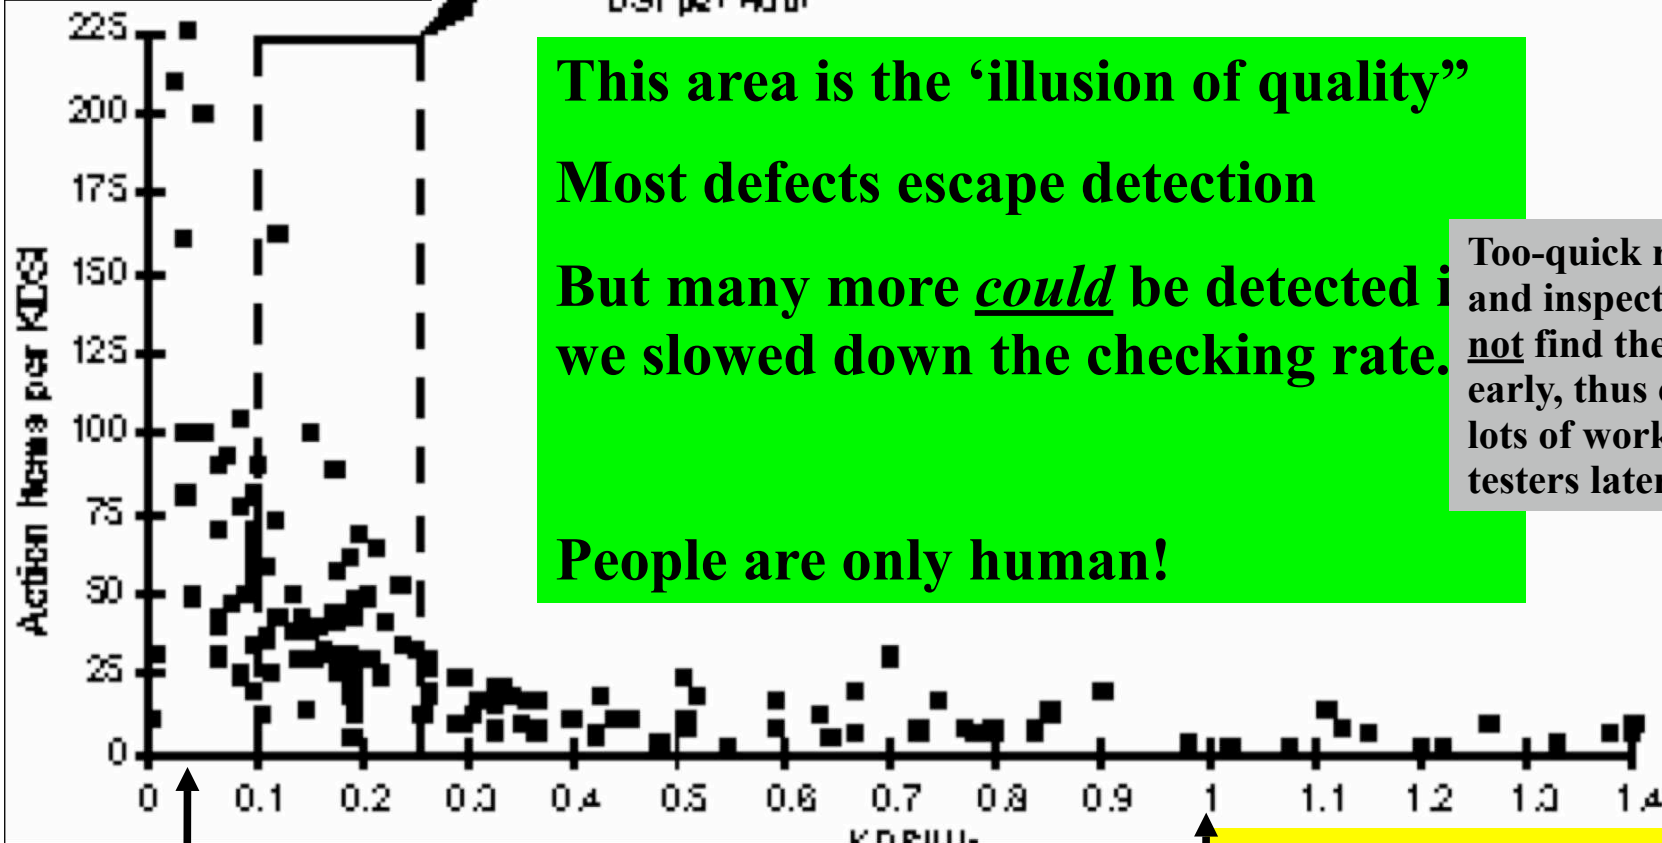 225
200
175
150
125
100
75
50
25
0
Action Items per KDSI
This area is the ‘illusion of quality”
Most defects escape detection
But many more could be detected i
we slowed down the checking rate.
People are only human!
Too-quick
and inspect
not find the
early, thus
lots of work
testers later
0 0.1 0.2 0.3 0.4 0.5 0.6 0.7 0.8 0.9 1 1.1 1.2 1.3 1.4